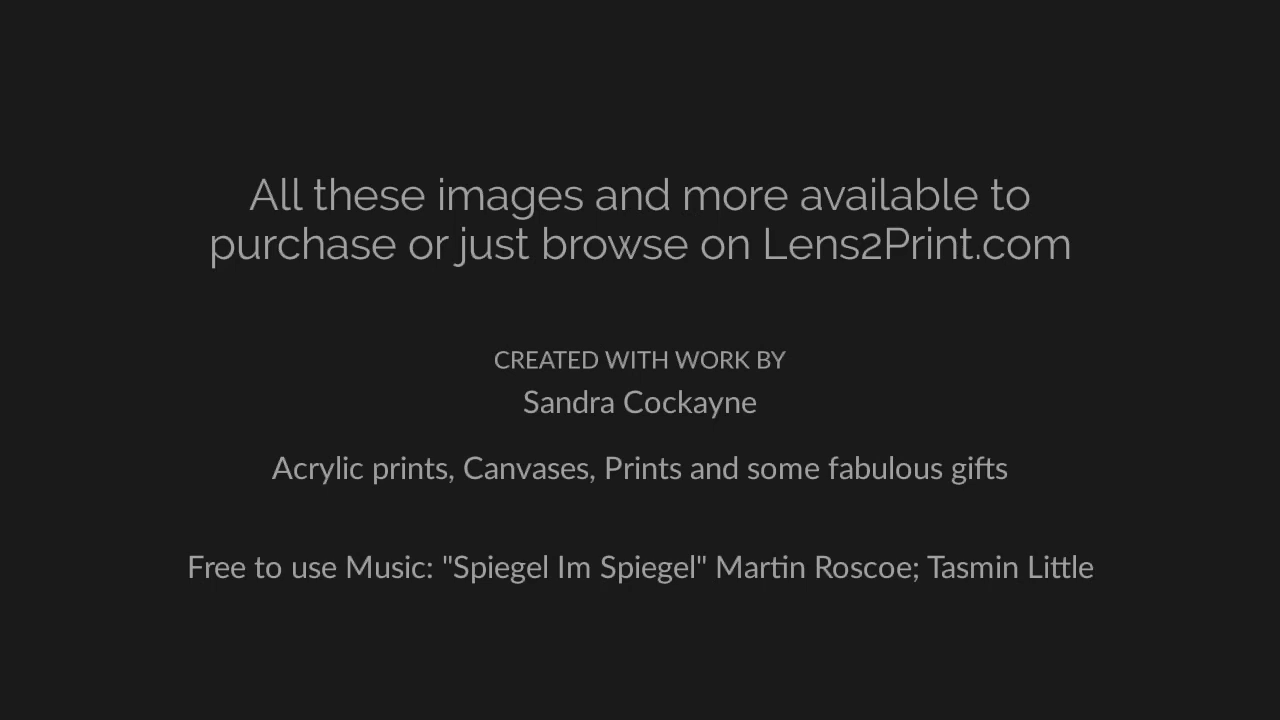 All these images and more available to
purchase or just browse on Lens2Print.com
CREATED WITH WORK BY
Sandra Cockayne
Acrylic prints, Canvases, Prints and some fabulous gifts
Free to use Music: "Spiegel Im Spiegel" Martin Roscoe; Tasmin Little